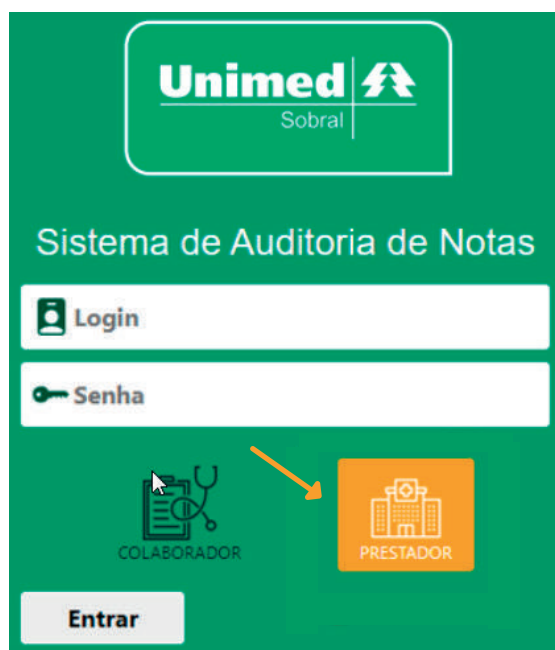 Unimed
Sobral
Sistema de Auditoria de Notas
Login
Senha
COLABORADOR
PRESTADOR
Entrar